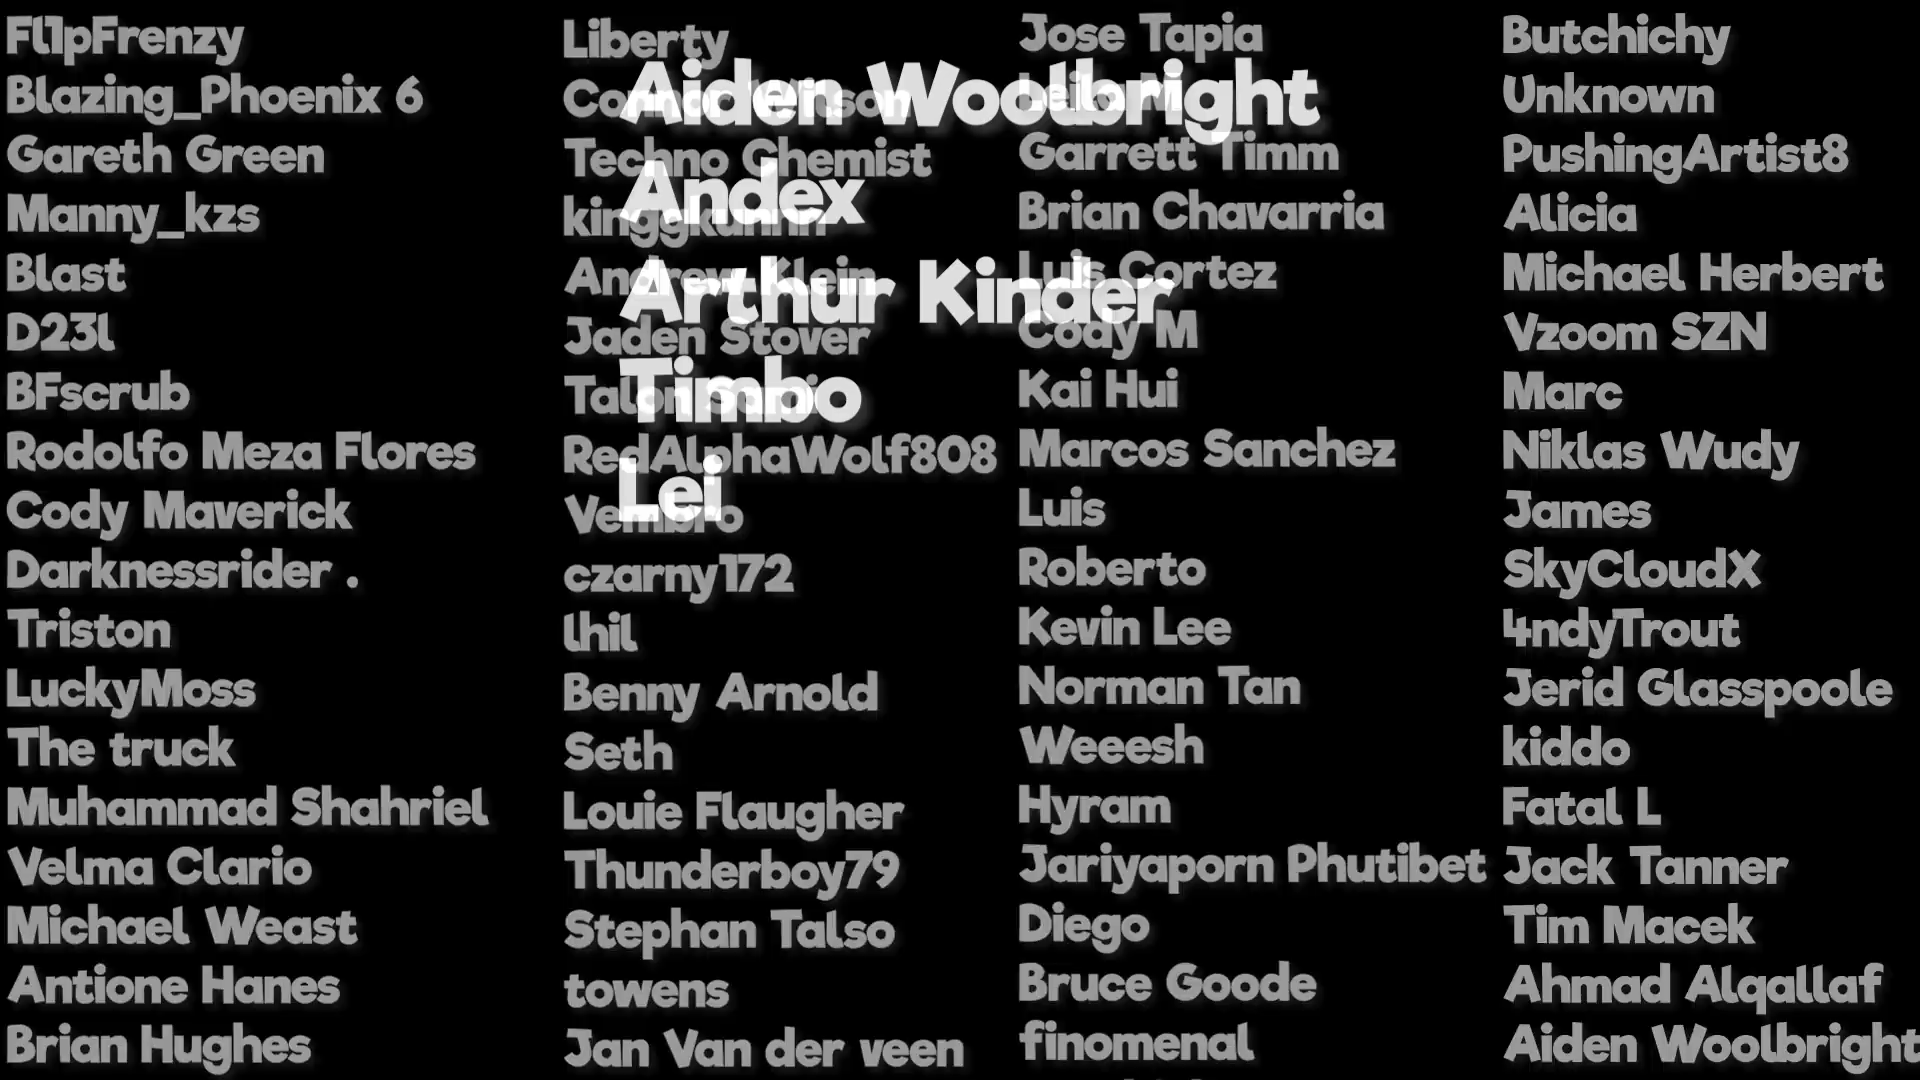 Fl1pFrenzy
Blazing_Phoenix 6
Gareth Green
Manny_kzs
Blast
D23l
BFscrub
Rodolfo Meza Flores
Cody Maverick
Darknessrider .
Triston
LuckyMoss
The truck
Muhammad Shahriel
Velma Clario
Michael Weast
Antione Hanes
Brian Hughes
Liberty
Connor Wilson
Techno Chemist
Andrew Klein
Jaden Stover
RedAlphaWolf808
Vembro
czarny172
lhil
Benny Arnold
Seth
Louie Flaugher
Thunderboy79
Stephan Talso
towens
Jan Van der veen
Aiden Woolbright
Andex
Arthur Kinder
Timbo
Lei
Jose Tapia
Garrett Timm
Brian Chavarria
Luis Cortez
Cody M
Kai Hui
Marcos Sanchez
Luis
Roberto
Kevin Lee
Norman Tan
Weeesh
Hyram
Jariyaporn Phutibet
Diego
Bruce Goode
finomenal
Butchichy
Unknown
PushingArtist8
Alicia
Michael Herbert
Vzoom SZN
Marc
Niklas Wudy
James
SkyCloudX
4ndyTrout
Jerid Glasspoole
kiddo
Fatal L
Jack Tanner
Tim Macek
Ahmad Alqallaf
Aiden Woolbright